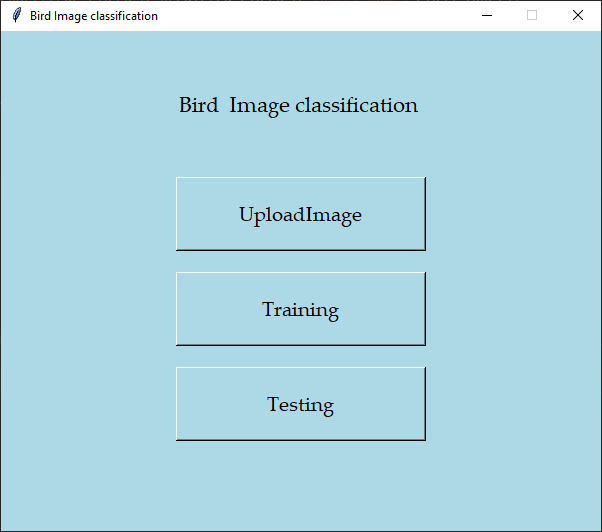 Bird Image classification
Bird  Image classification
UploadImage
Training
Testing